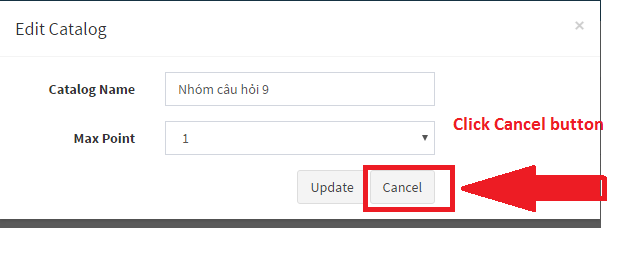 Edit Catalog ×
Catalog Name Nhóm câu hỏi 9
Click Cancel button
Max Point 1
Update Cancel